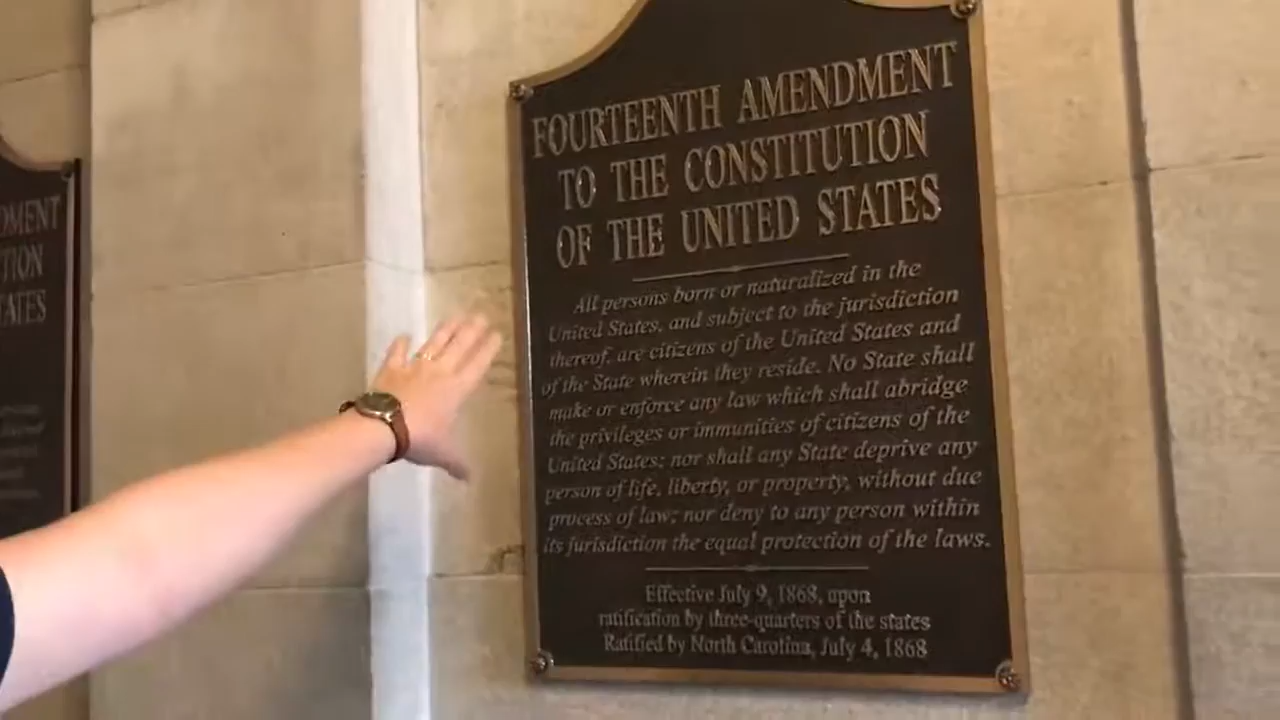 DMENT
TION
TATES
FOURTEENTH AMENDMENT
TO THE CONSTITUTION
OF THE UNITED STATES
All persons born or naturalized in the
United States, and subject to the jurisdiction
thereof, are citizens of the United States and
of the State wherein they reside. No State shall
make or enforce any law which shall abridge
the privileges or immunities of citizens of the
United States; nor shall any State deprive any
person of life, liberty, or property, without due
process of law; nor deny to any person within
its jurisdiction the equal protection of the laws.
Effective July 9, 1868, upon
ratification by three-quarters of the states
Ratified by North Carolina, July 4, 1868